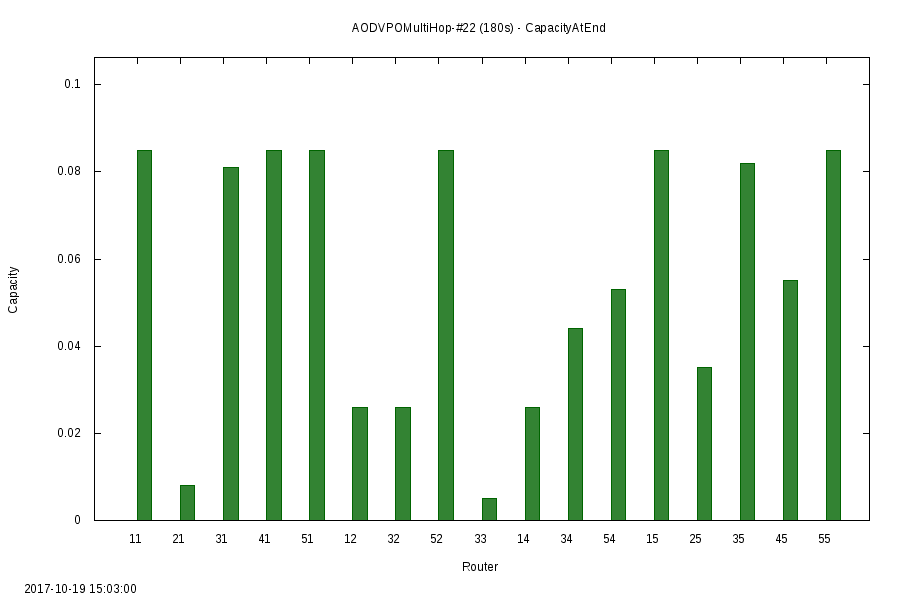 AODVPOMultiHop-#22 (180s) - CapacityAtEnd
0.1
0.08
0.06
0.04
0.02
0
Capacity
11 21 31 41 51 12 32 52 33 14 34 54 15 25 35 45 55
Router
2017-10-19 15:03:00